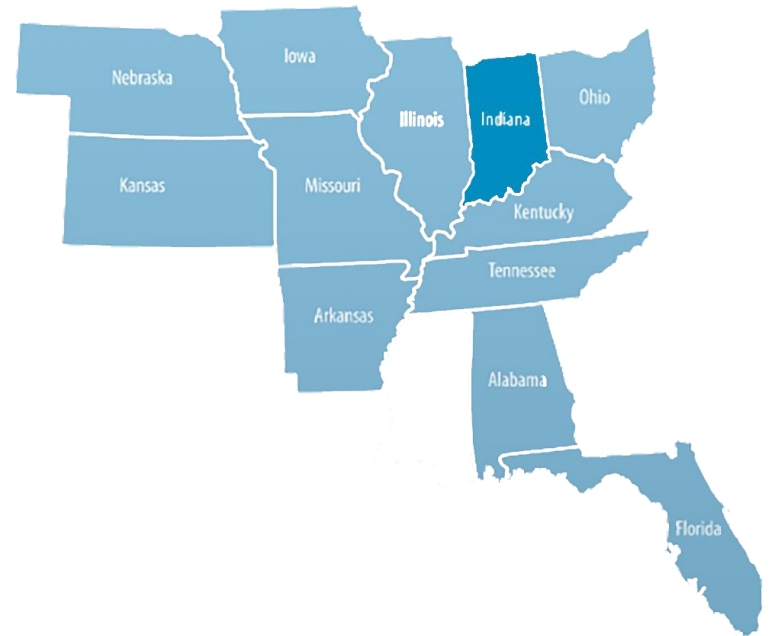 Iowa
Nebraska
Illinois
Indiana
Ohio
Kansas
Missouri
Kentucky
Tennessee
Arkansas
Alabama
Florida